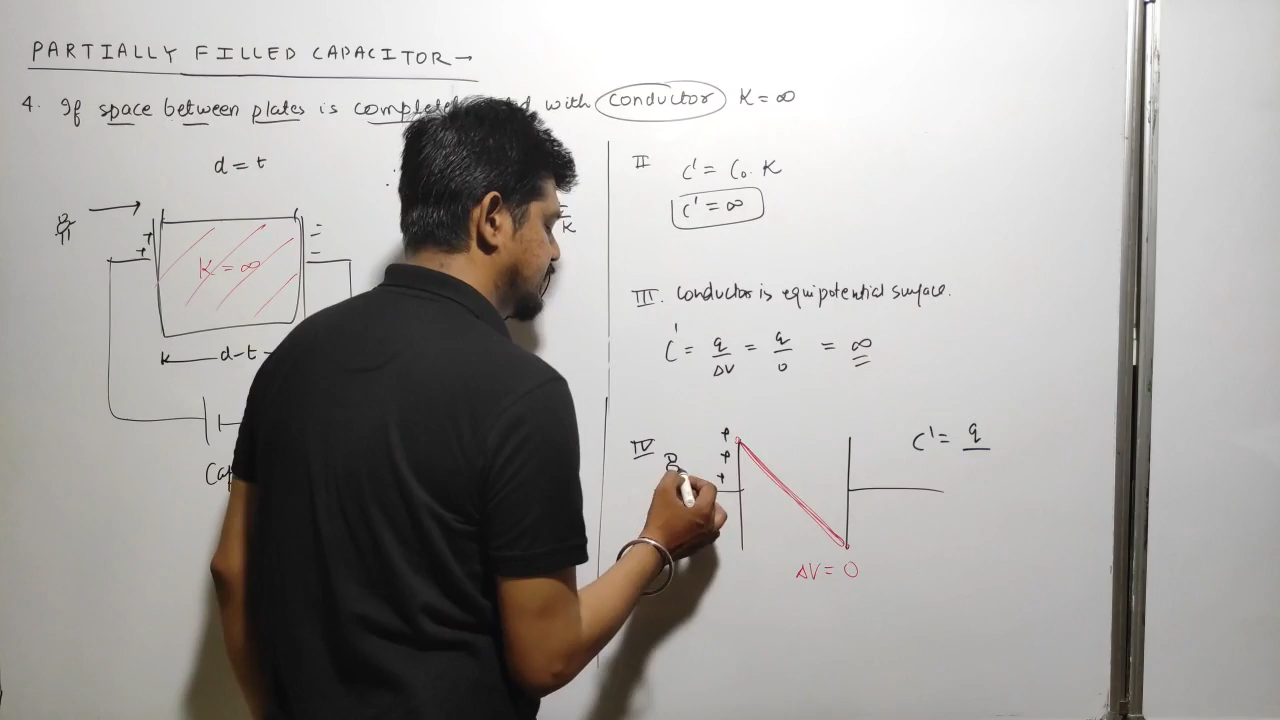 PARTIALLY FILLED CAPACITOR →
4. If space between plates is with conductor K = ∞
d = t
+
+
K = ∞
d-t
K
II
C' = C₀. K
C' = ∞
III. Conductor is equipotential surface.
C' = q/ΔV = q/0 = ∞
IV
+
+
+
C' = q
ΔV = 0